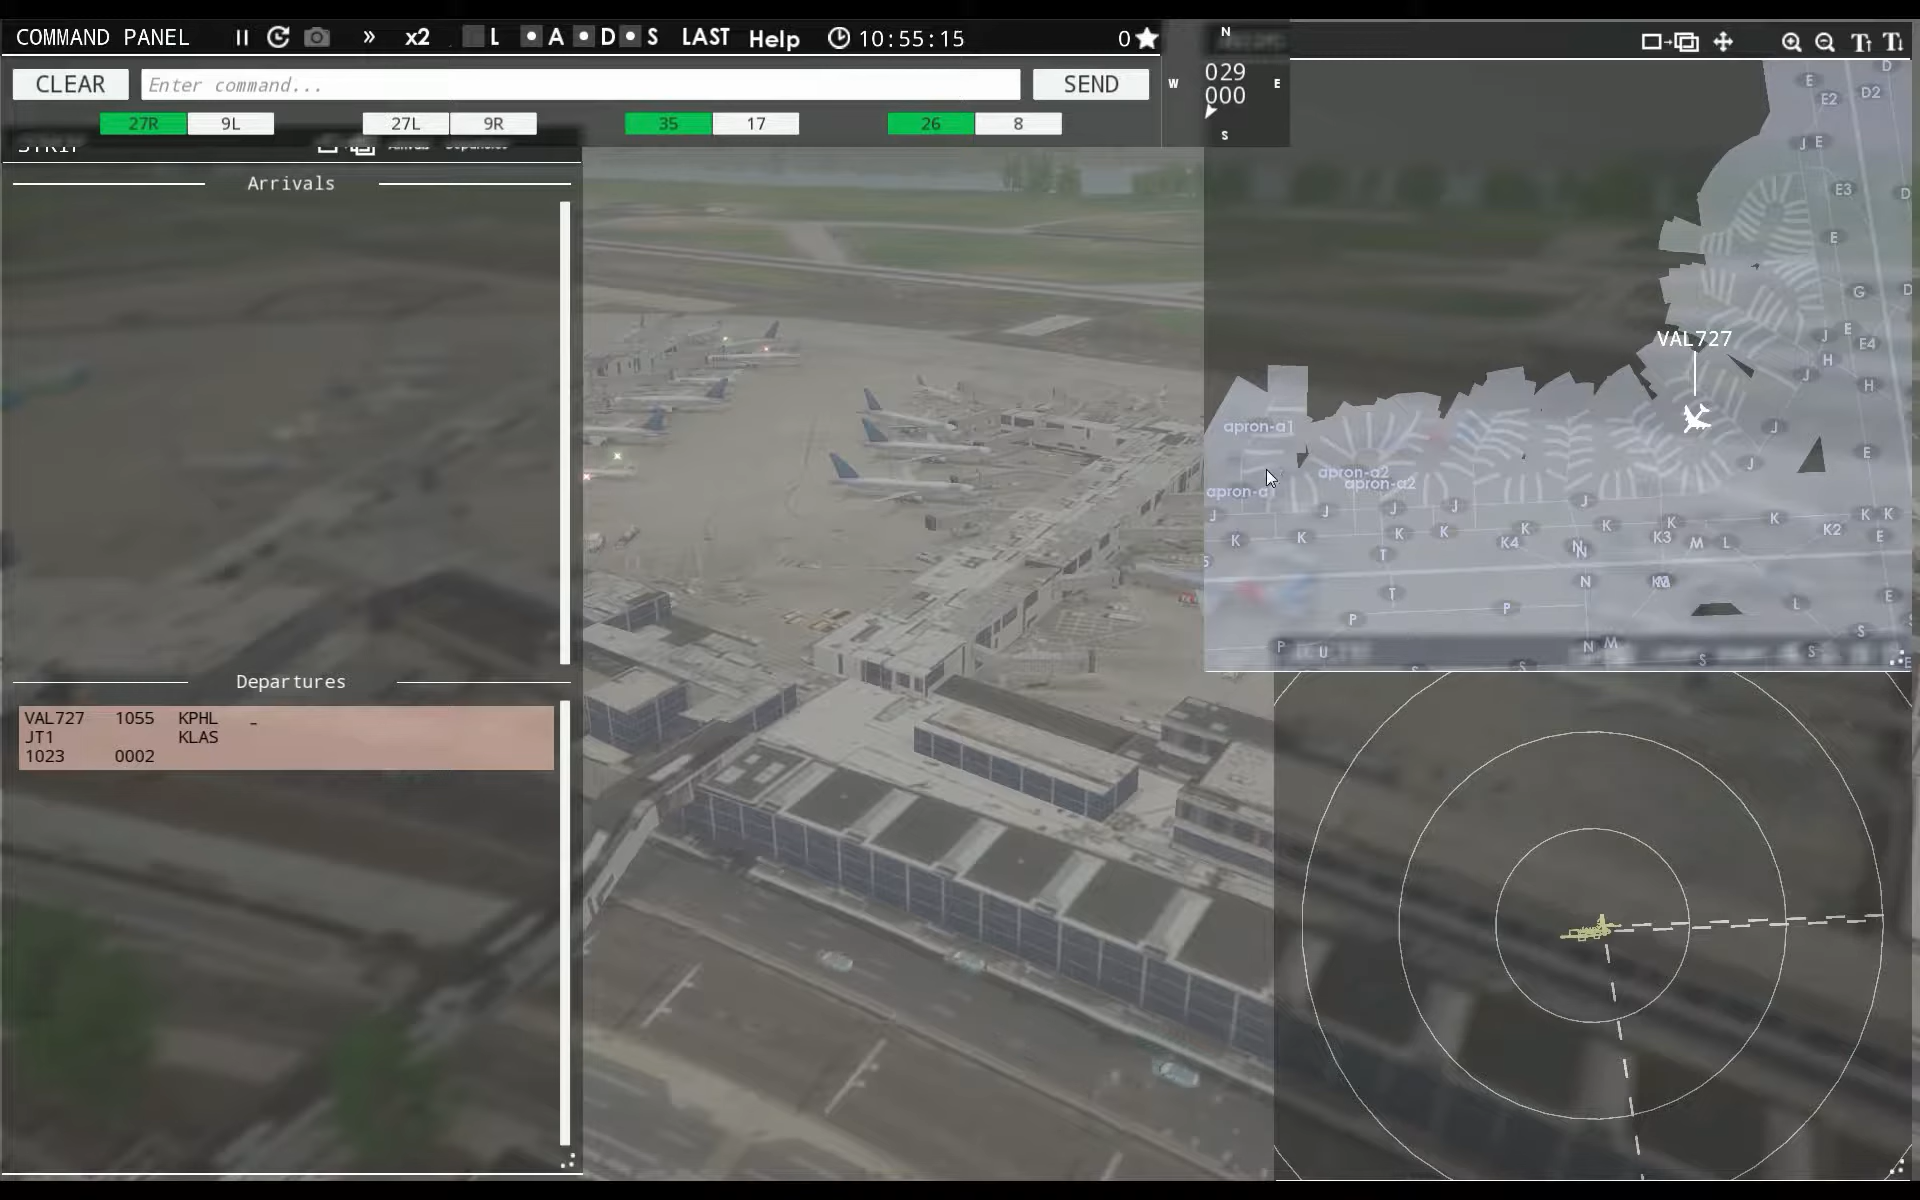 COMMAND PANEL x2 L A D S LAST Help 10:55:15 0
N
CLEAR Enter command... SEND
W 029 E
000
S
27R 9L 27L 9R 35 17 26 8
Arrivals
Departures
VAL727 1055 KPHL _
JT1 KLAS
1023 0002
D
E
E2 D2
J E
E3 D
E
G D
VAL727
J E E4
H
J H
apron-a1 J
J E
apron-a2
apron-a2
apron-a
J J J J J
K K K K K4 K K K3 K K2 K K
T N N M L E
T N L E
P P
P U N M S S
S S S